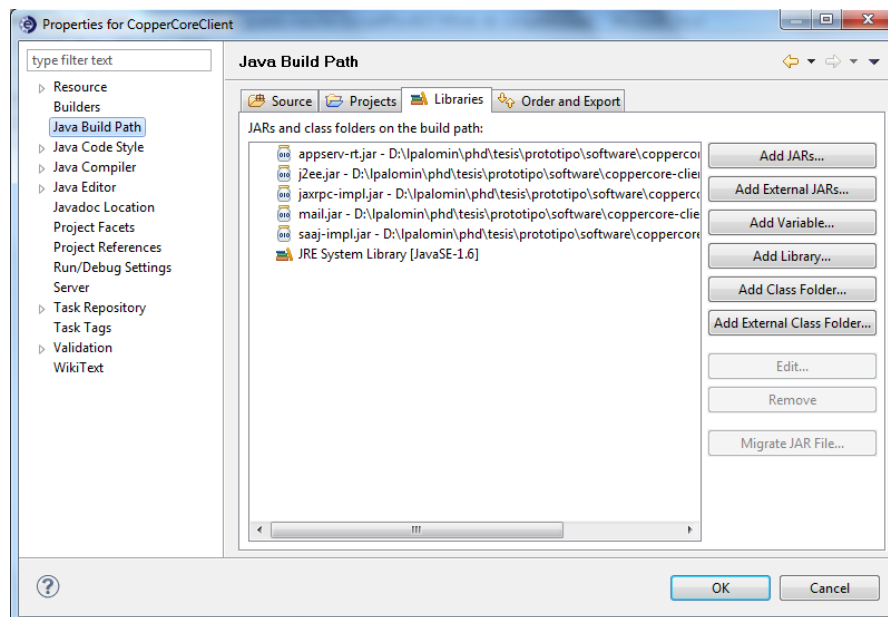 Properties for CopperCoreClient
type filter text
Resource
Builders
Java Build Path
Java Code Style
Java Compiler
Java Editor
Javadoc Location
Project Facets
Project References
Run/Debug Settings
Server
Task Repository
Task Tags
Validation
WikiText
Java Build Path
Source Projects Libraries Order and Export
JARs and class folders on the build path:
appserv-rt.jar - D:\lpalomin\phd\tesis\prototipo\software\copperco
j2ee.jar - D:\lpalomin\phd\tesis\prototipo\software\coppercore-clie
jaxrpc-impl.jar - D:\lpalomin\phd\tesis\prototipo\software\copper
mail.jar - D:\lpalomin\phd\tesis\prototipo\software\coppercore-clie
saaj-impl.jar - D:\lpalomin\phd\tesis\prototipo\software\coppercore
JRE System Library [JavaSE-1.6]
Add JARs...
Add External JARs...
Add Variable...
Add Library...
Add Class Folder...
Add External Class Folder...
Edit...
Remove
Migrate JAR File...
OK
Cancel